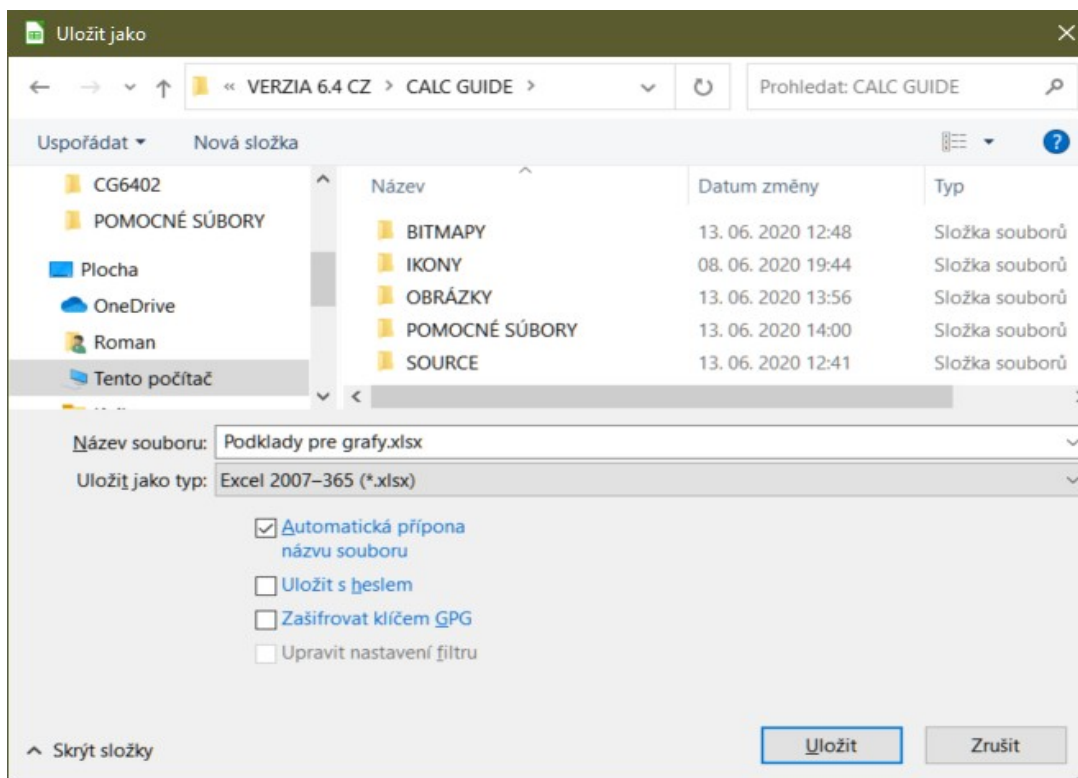 Uložit jako
« VERZIA 6.4 CZ > CALC GUIDE >
Prohledat: CALC GUIDE
Uspořádat
Nová složka
CG6402
POMOCNÉ SÚBORY
Plocha
OneDrive
Roman
Tento počítač
Název Datum změny Typ
BITMAPY 13. 06. 2020 12:48 Složka souborů
IKONY 08. 06. 2020 19:44 Složka souborů
OBRÁZKY 13. 06. 2020 13:56 Složka souborů
POMOCNÉ SÚBORY 13. 06. 2020 14:00 Složka souborů
SOURCE 13. 06. 2020 12:41 Složka souborů
Název souboru: Podklady pre grafy.xlsx
Uložit jako typ: Excel 2007–365 (*.xlsx)
Automatická přípona
názvu souboru
Uložit s heslem
Zašifrovat klíčem GPG
Upravit nastavení filtru
Skrýt složky
Uložit
Zrušit